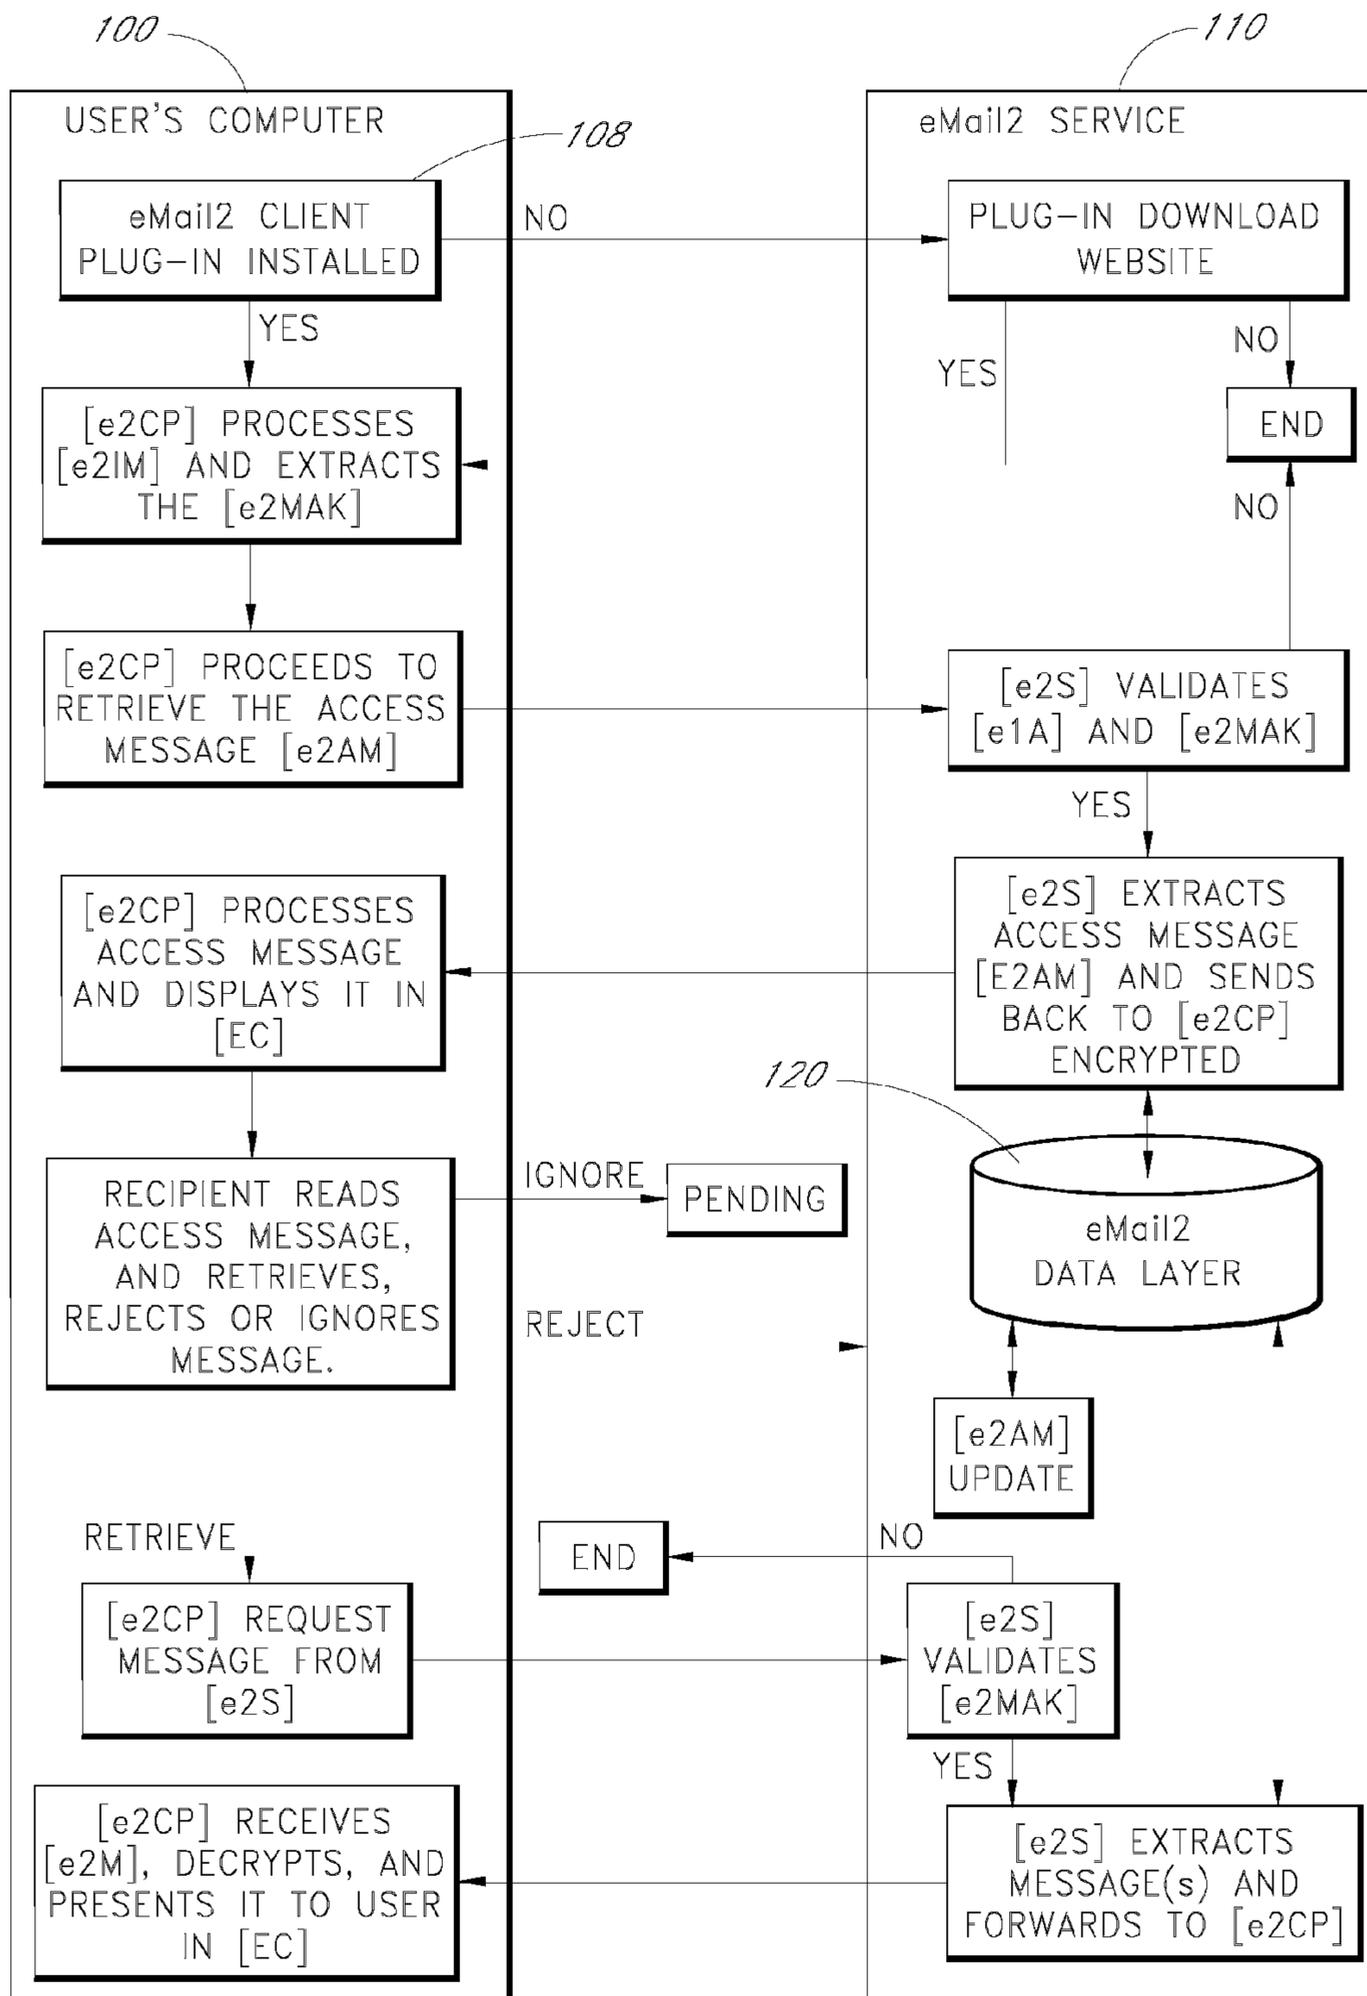 100
110
USER'S COMPUTER
eMail2 SERVICE
108
eMail2 CLIENT
PLUG-IN INSTALLED
NO
PLUG-IN DOWNLOAD
WEBSITE
YES
YES
NO
[e2CP] PROCESSES
[e2IM] AND EXTRACTS
THE [e2MAK]
END
NO
[e2CP] PROCEEDS TO
RETRIEVE THE ACCESS
MESSAGE [e2AM]
[e2S] VALIDATES
[e1A] AND [e2MAK]
YES
[e2CP] PROCESSES
ACCESS MESSAGE
AND DISPLAYS IT IN
[EC]
[e2S] EXTRACTS
ACCESS MESSAGE
[E2AM] AND SENDS
BACK TO [e2CP]
ENCRYPTED
120
RECIPIENT READS
ACCESS MESSAGE,
AND RETRIEVES,
REJECTS OR IGNORES
MESSAGE.
IGNORE
PENDING
eMail2
DATA LAYER
REJECT
[e2AM]
UPDATE
RETRIEVE
END
NO
[e2CP] REQUEST
MESSAGE FROM
[e2S]
[e2S]
VALIDATES
[e2MAK]
YES
[e2CP] RECEIVES
[e2M], DECRYPTS, AND
PRESENTS IT TO USER
IN [EC]
[e2S] EXTRACTS
MESSAGE(s) AND
FORWARDS TO [e2CP]